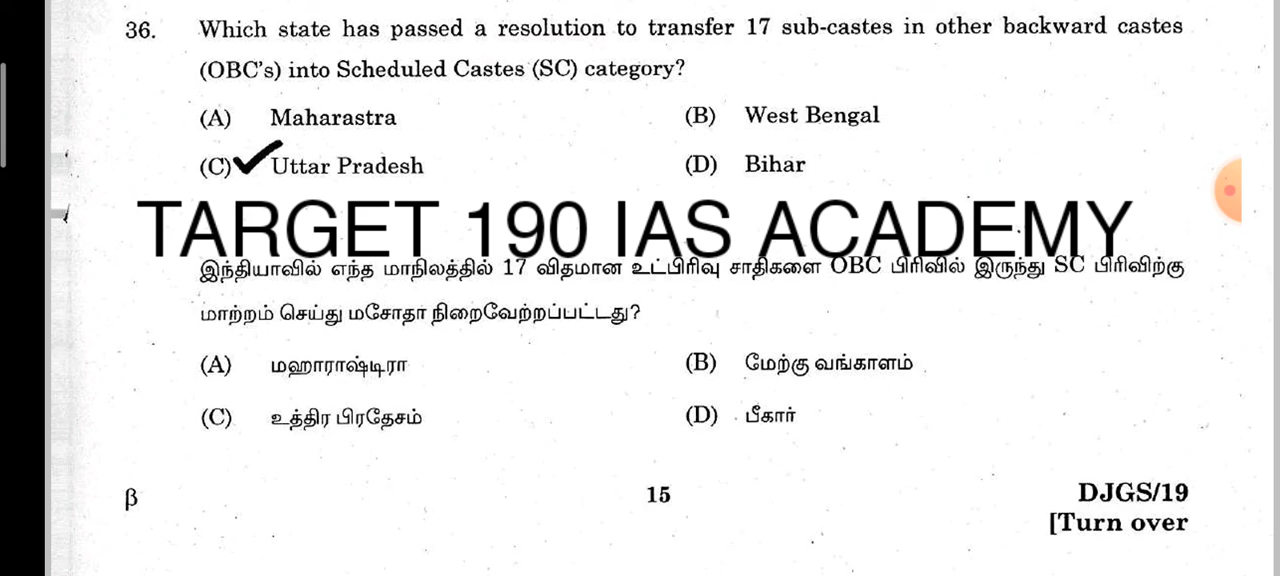 36. Which state has passed a resolution to transfer 17 sub-castes in other backward castes
(OBC's) into Scheduled Castes (SC) category?
(A) Maharastra (B) West Bengal
(C) Uttar Pradesh (D) Bihar
TARGET 190 IAS ACADEMY
இந்தியாவில் எந்த மாநிலத்தில் 17 விதமான உட்பிரிவு சாதிகளை OBC பிரிவில் இருந்து SC பிரிவிற்கு
மாற்றம் செய்து மசோதா நிறைவேற்றப்பட்டது?
(A) மஹாராஷ்டிரா (B) மேற்கு வங்காளம்
(C) உத்திர பிரதேசம் (D) பீகார்
β 15 DJGS/19
[Turn over